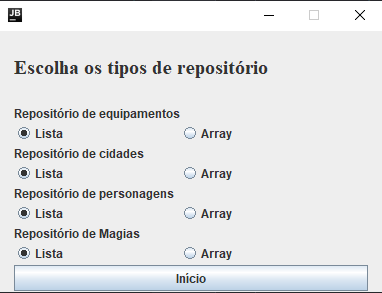 JB
Escolha os tipos de repositório
Repositório de equipamentos
Lista Array
Repositório de cidades
Lista Array
Repositório de personagens
Lista Array
Repositório de Magias
Lista Array
Início